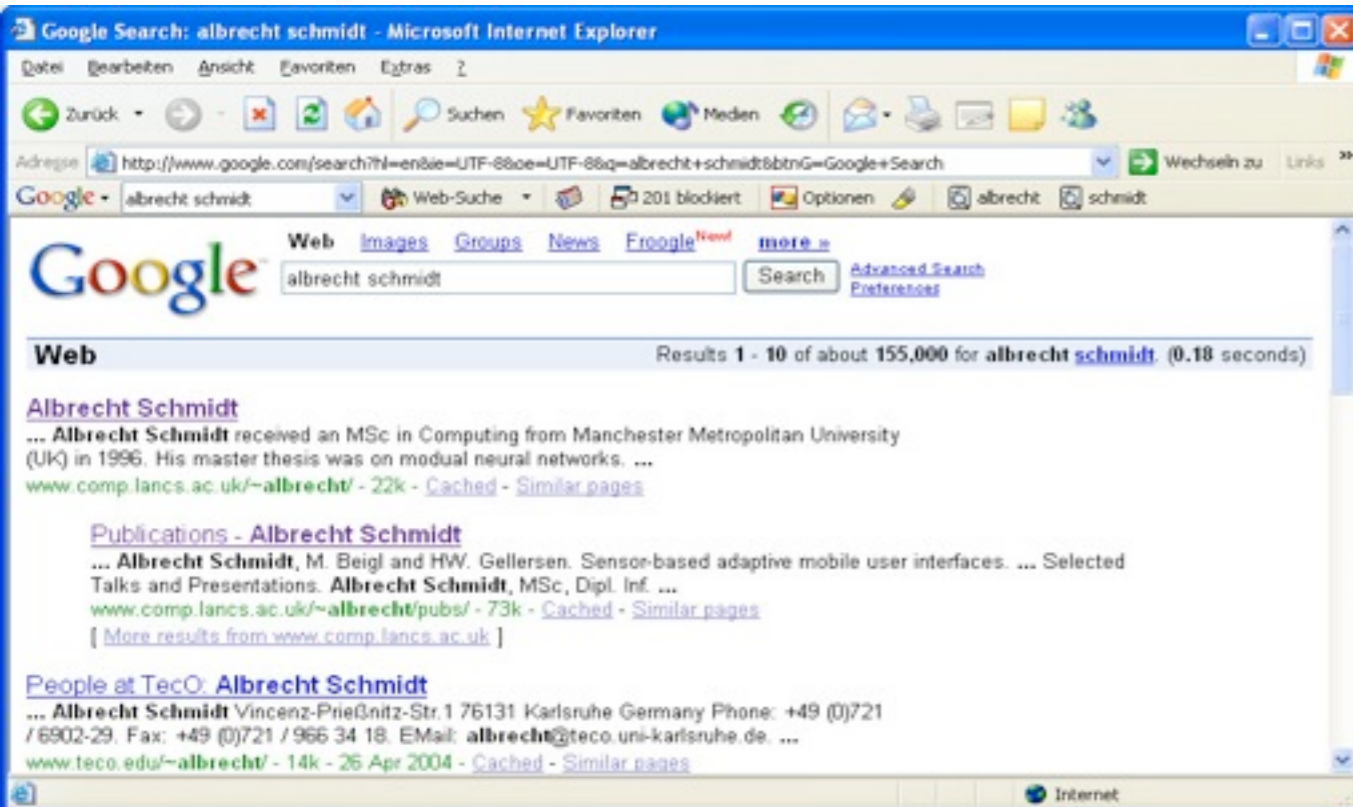 Google Search: albrecht schmidt - Microsoft Internet Explorer
Datei Bearbeiten Ansicht Favoriten Extras ?
Zurück Suchen Favoriten Medien
Adresse http://www.google.com/search?hl=en&ie=UTF-8&oe=UTF-8&q=albrecht+schmidt&btnG=Google+Search Wechseln zu Links »
Google albrecht schmidt Web-Suche 201 blockiert Optionen albrecht schmidt
Web Images Groups News Froogle New! more »
Google albrecht schmidt Search Advanced Search
Preferences
Web Results 1 - 10 of about 155,000 for albrecht schmidt. (0.18 seconds)
Albrecht Schmidt
... Albrecht Schmidt received an MSc in Computing from Manchester Metropolitan University
(UK) in 1996. His master thesis was on modual neural networks. ...
www.comp.lancs.ac.uk/~albrecht/ - 22k - Cached - Similar pages
Publications - Albrecht Schmidt
... Albrecht Schmidt, M. Beigl and HW. Gellersen. Sensor-based adaptive mobile user interfaces. ... Selected
Talks and Presentations. Albrecht Schmidt, MSc, Dipl. Inf. ...
www.comp.lancs.ac.uk/~albrecht/pubs/ - 73k - Cached - Similar pages
[ More results from www.comp.lancs.ac.uk ]
People at TecO: Albrecht Schmidt
... Albrecht Schmidt Vincenz-Prießnitz-Str.1 76131 Karlsruhe Germany Phone: +49 (0)721
/ 6902-29. Fax: +49 (0)721 / 966 34 18. EMail: albrecht@teco.uni-karlsruhe.de. ...
www.teco.edu/~albrecht/ - 14k - 26 Apr 2004 - Cached - Similar pages
Internet